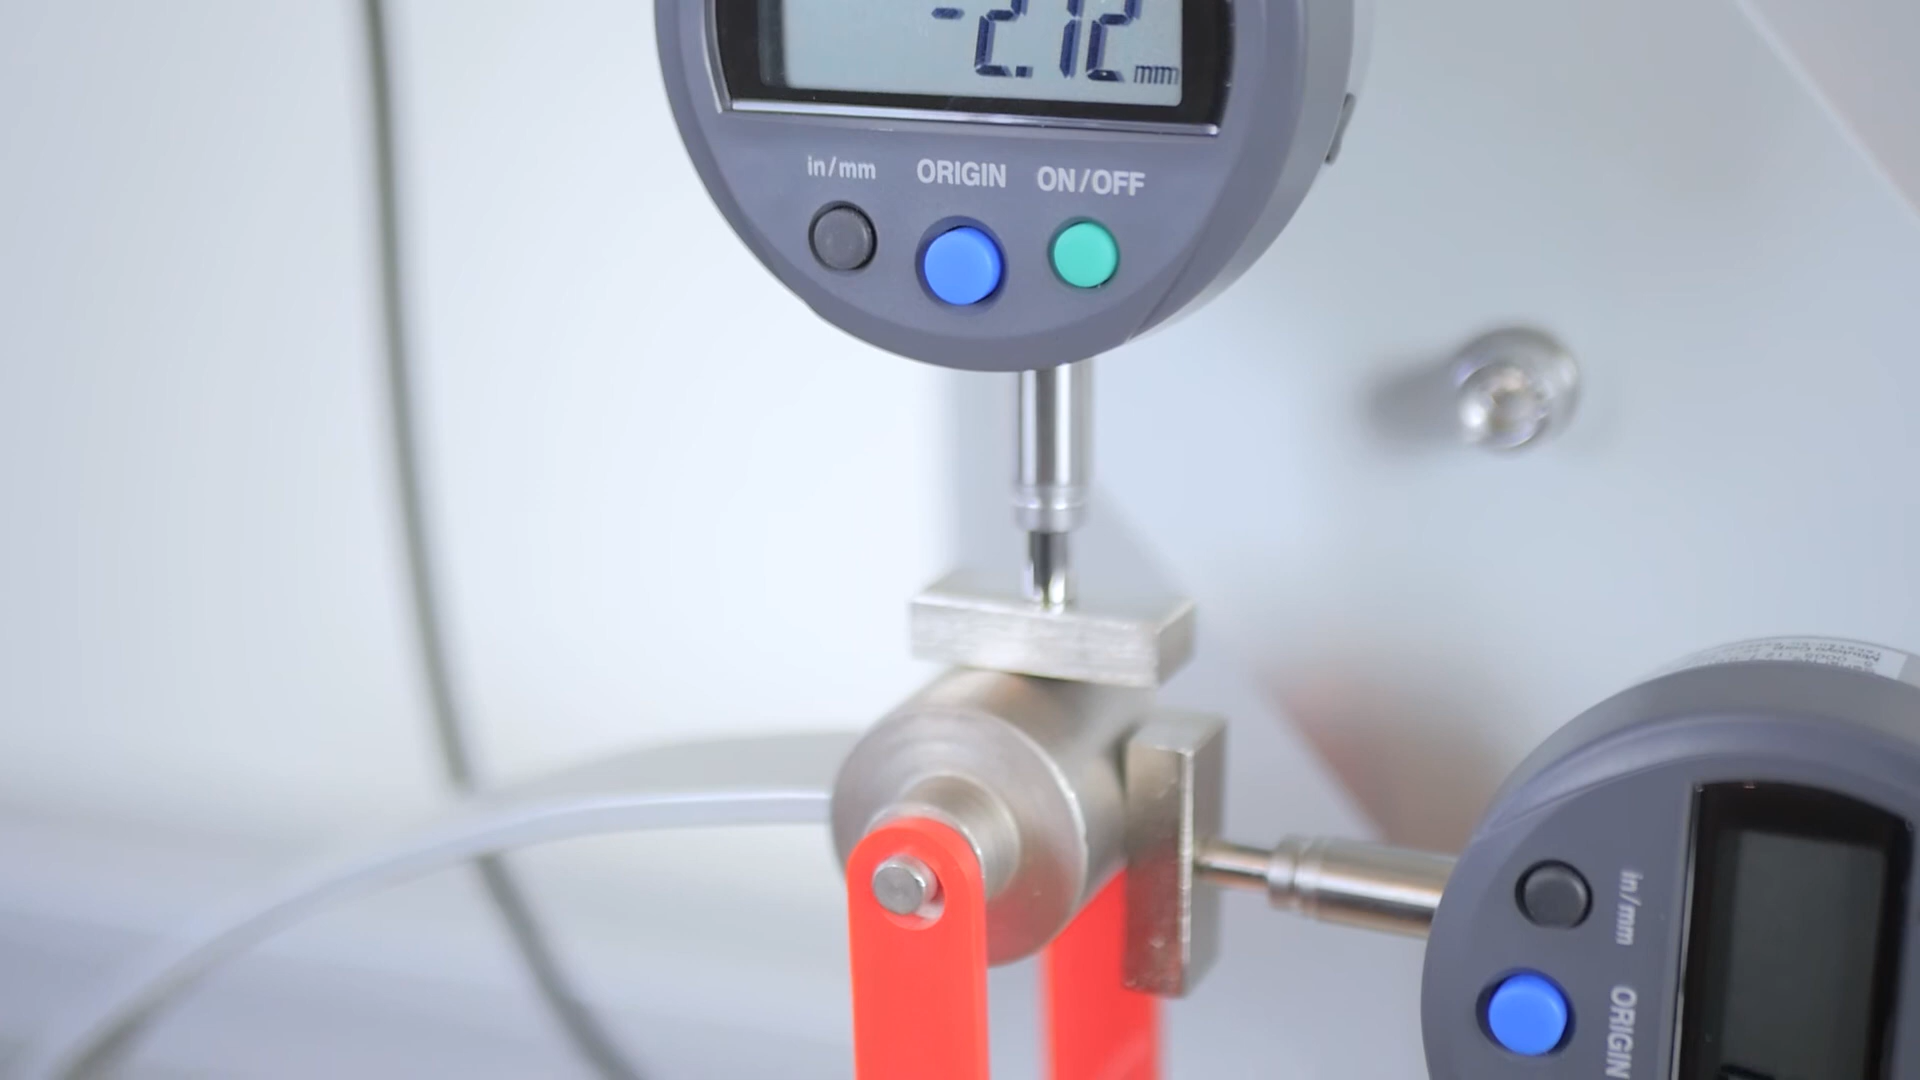 -2.12 mm
in/mm ORIGIN ON/OFF
in/mm ORIGIN